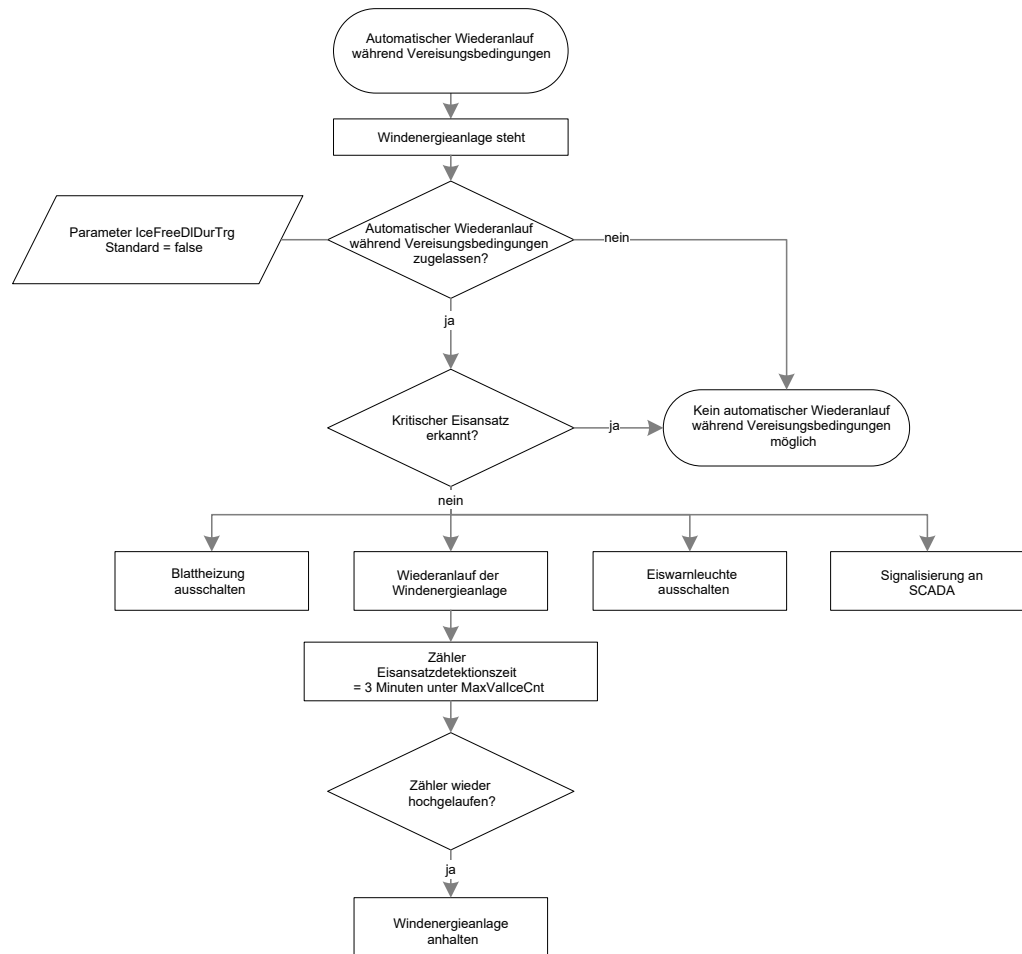 Automatischer Wiederanlauf
während Vereisungsbedingungen
Windenergieanlage steht
Parameter IceFreeDlDurTrg
Standard = false
Automatischer Wiederanlauf
während Vereisungsbedingungen
zugelassen?
nein
ja
Kritischer Eisansatz
erkannt?
ja
Kein automatischer Wiederanlauf
während Vereisungsbedingungen
möglich
nein
Blattheizung
ausschalten
Wiederanlauf der
Windenergieanlage
Eiswarnleuchte
ausschalten
Signalisierung an
SCADA
Zähler
Eisansatzdetektionszeit
= 3 Minuten unter MaxValIceCnt
Zähler wieder
hochgelaufen?
ja
Windenergieanlage
anhalten